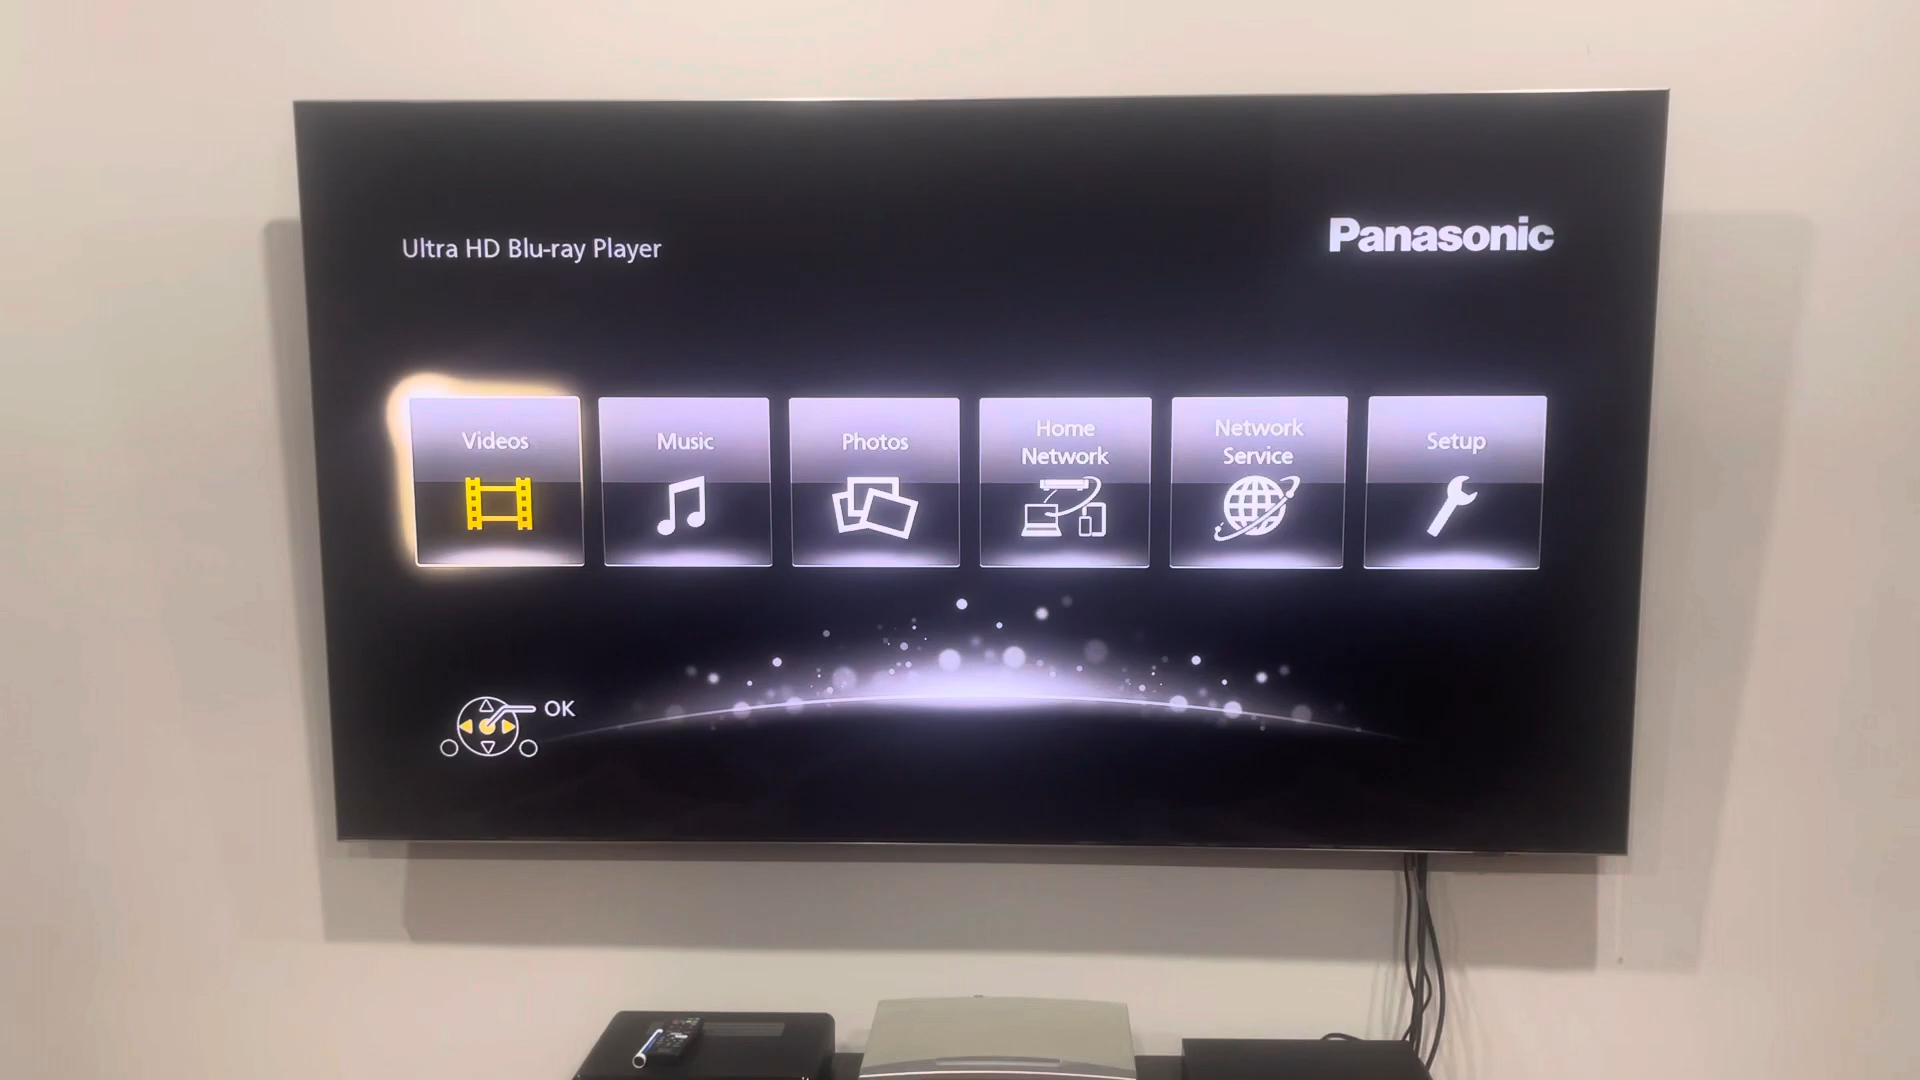 Ultra HD Blu-ray Player
Panasonic
Videos
Music
Photos
Home
Network
Network
Service
Setup
OK